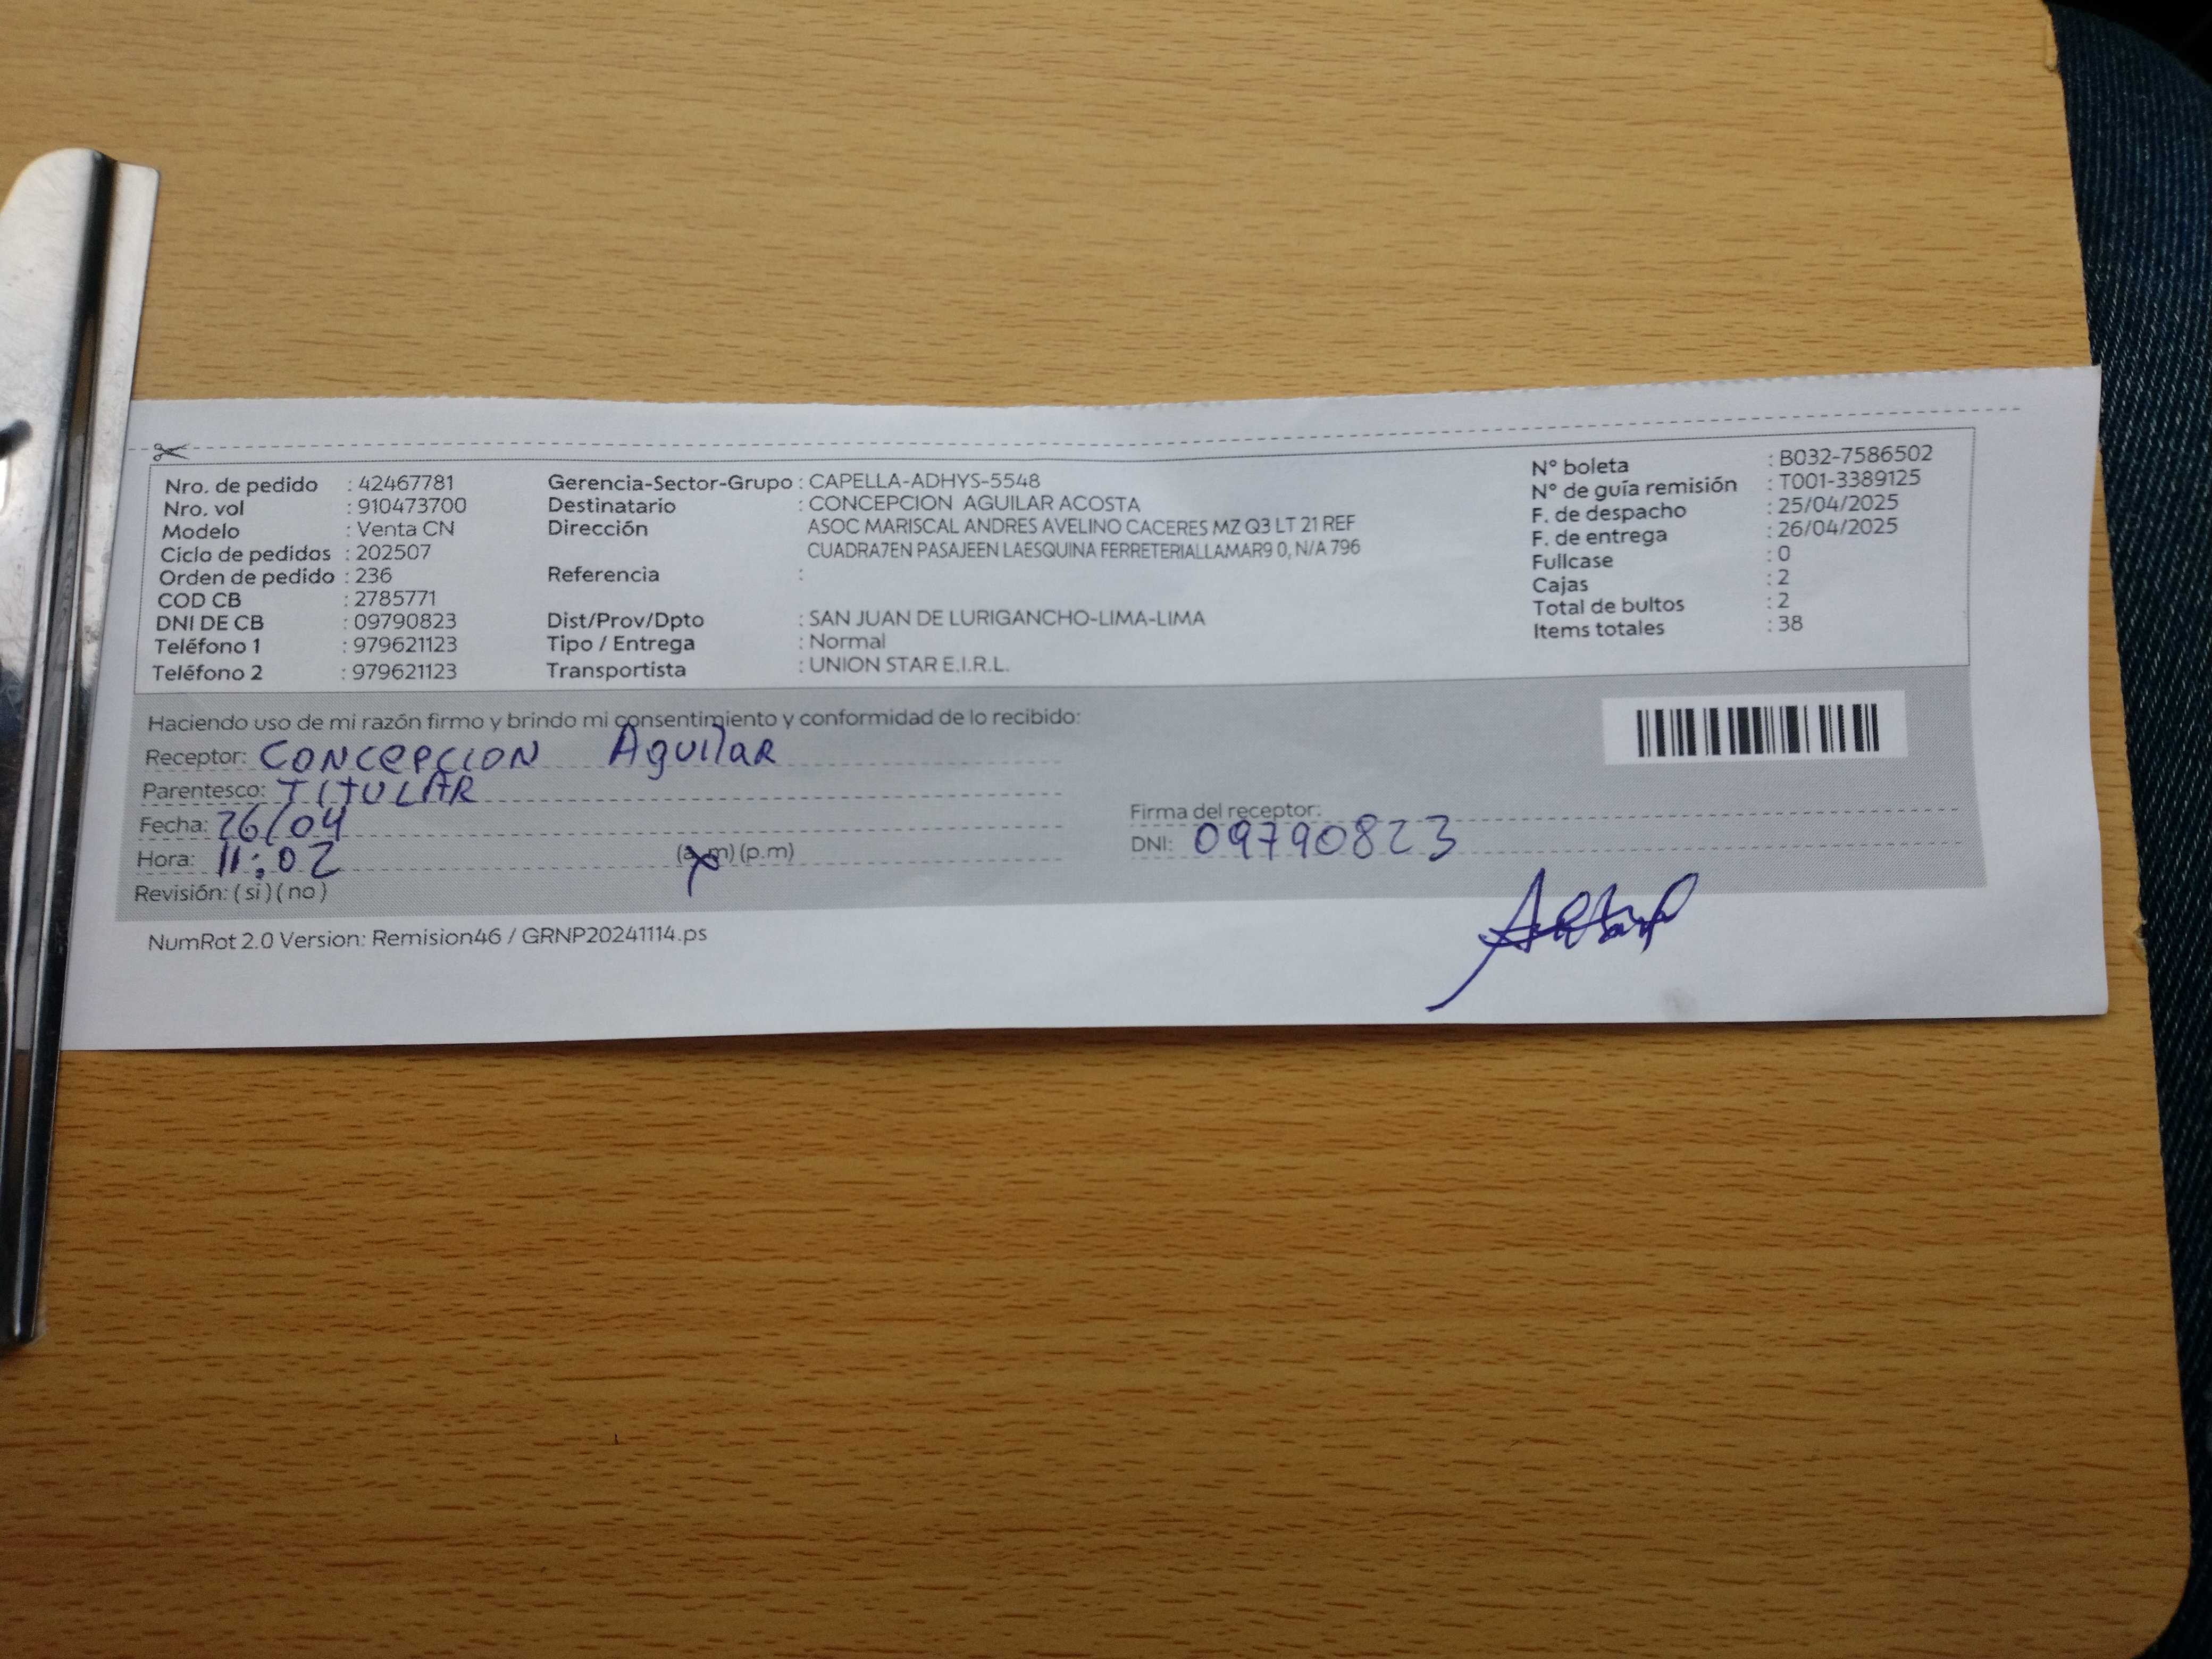 Nro. de pedido : 42467781
Nro. vol : 910473700
Modelo : Venta CN
Ciclo de pedidos : 202507
Orden de pedido : 236
COD CB : 2785771
DNI DE CB : 09790823
Teléfono 1 : 979621123
Teléfono 2 : 979621123
Gerencia-Sector-Grupo : CAPELLA-ADHYS-5548
Destinatario : CONCEPCION AGUILAR ACOSTA
Dirección ASOC MARISCAL ANDRES AVELINO CACERES MZ Q3 LT 21 REF
CUADRA7EN PASAJEEN LAESQUINA FERRETERIALLAMAR9 0, N/A 796
Referencia :
Dist/Prov/Dpto : SAN JUAN DE LURIGANCHO-LIMA-LIMA
Tipo / Entrega : Normal
Transportista : UNION STAR E.I.R.L.
N° boleta : B032-7586502
N° de guía remisión : T001-3389125
F. de despacho : 25/04/2025
F. de entrega : 26/04/2025
Fullcase : 0
Cajas : 2
Total de bultos : 2
Items totales : 38
Haciendo uso de mi razón firmo y brindo mi consentimiento y conformidad de lo recibido:
Receptor: CONCEPCION Aguilar
Parentesco: TITULAR
Fecha: 26/04
Hora: 11:02 (a.m) (p.m)
Revisión: ( si ) ( no )
Firma del receptor:
DNI: 09790823
NumRot 2.0 Version: Remision46 / GRNP20241114.ps